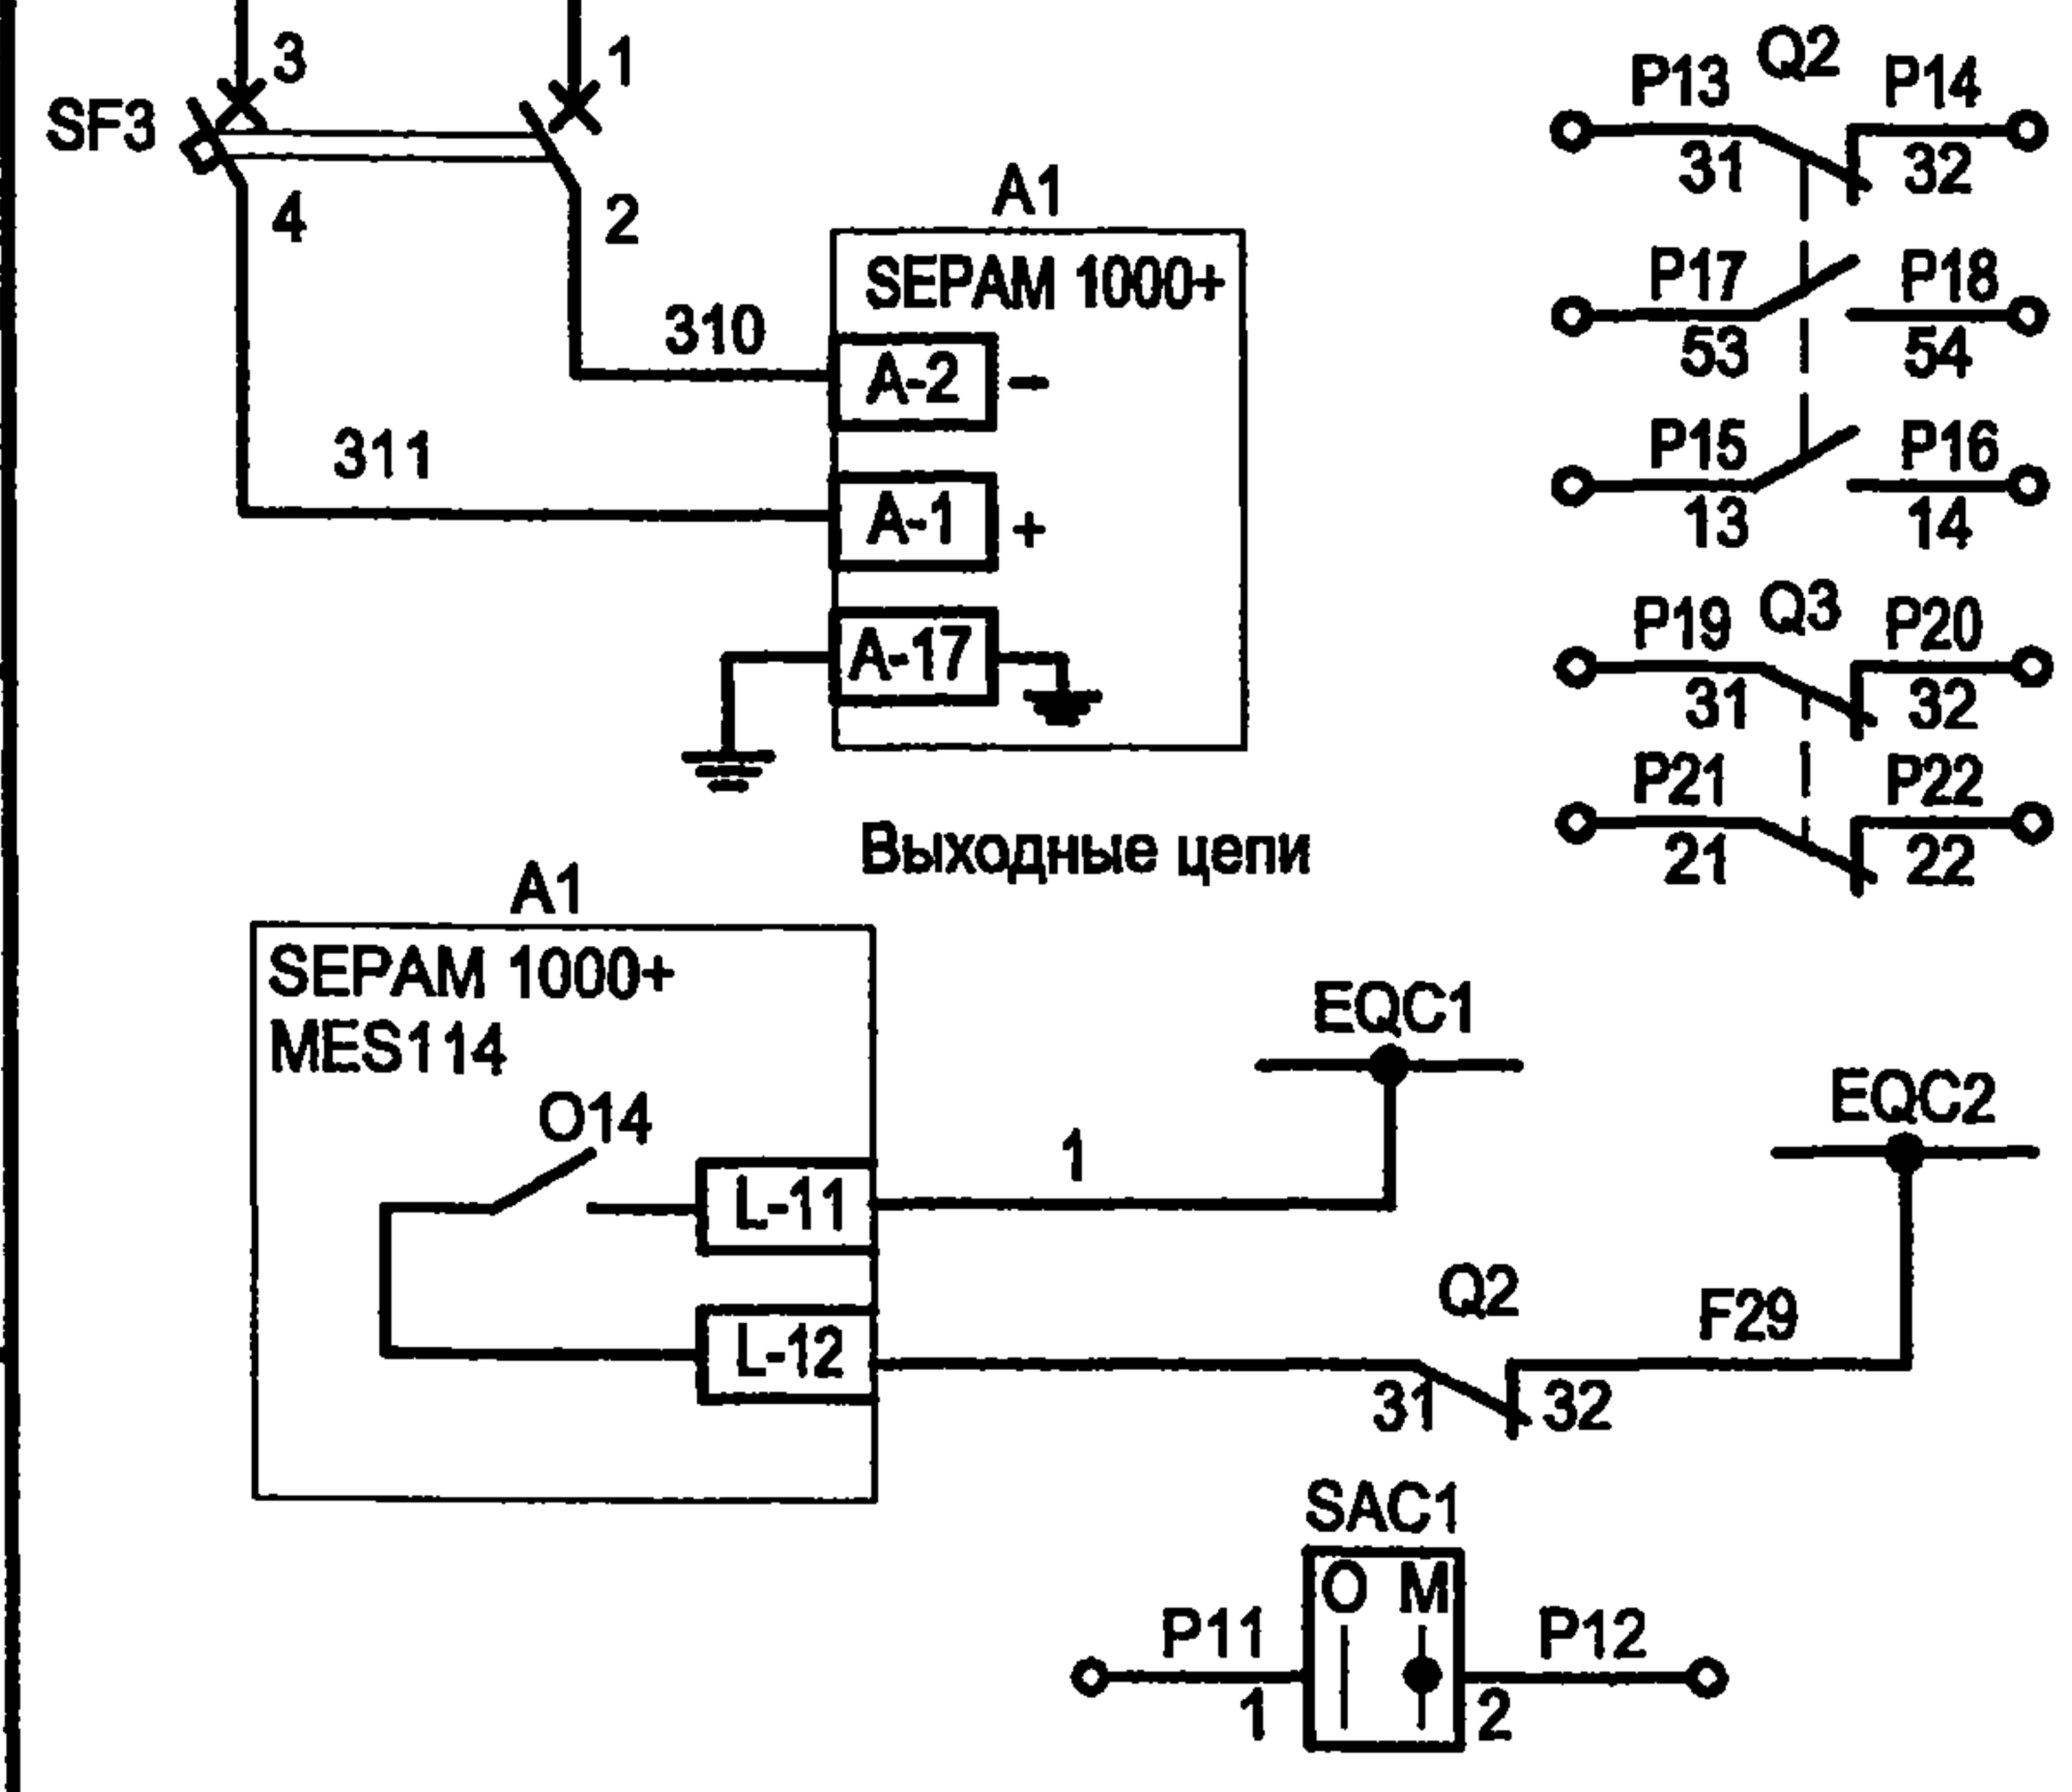 3
1
SF3
4
2
A1
SEPAM 1000+
310
A-2 –
311
A-1 +
A-17
Q2
P13 P14
31 32
P17 P18
53 54
P15 P16
13 14
Q3
P19 P20
31 32
P21 P22
21 22
Выходные цепи
A1
SEPAM 1000+
MES114
O14
L-11
L-12
1
EQC1
EQC2
Q2
F29
31 32
SAC1
O M
P11 P12
1 2